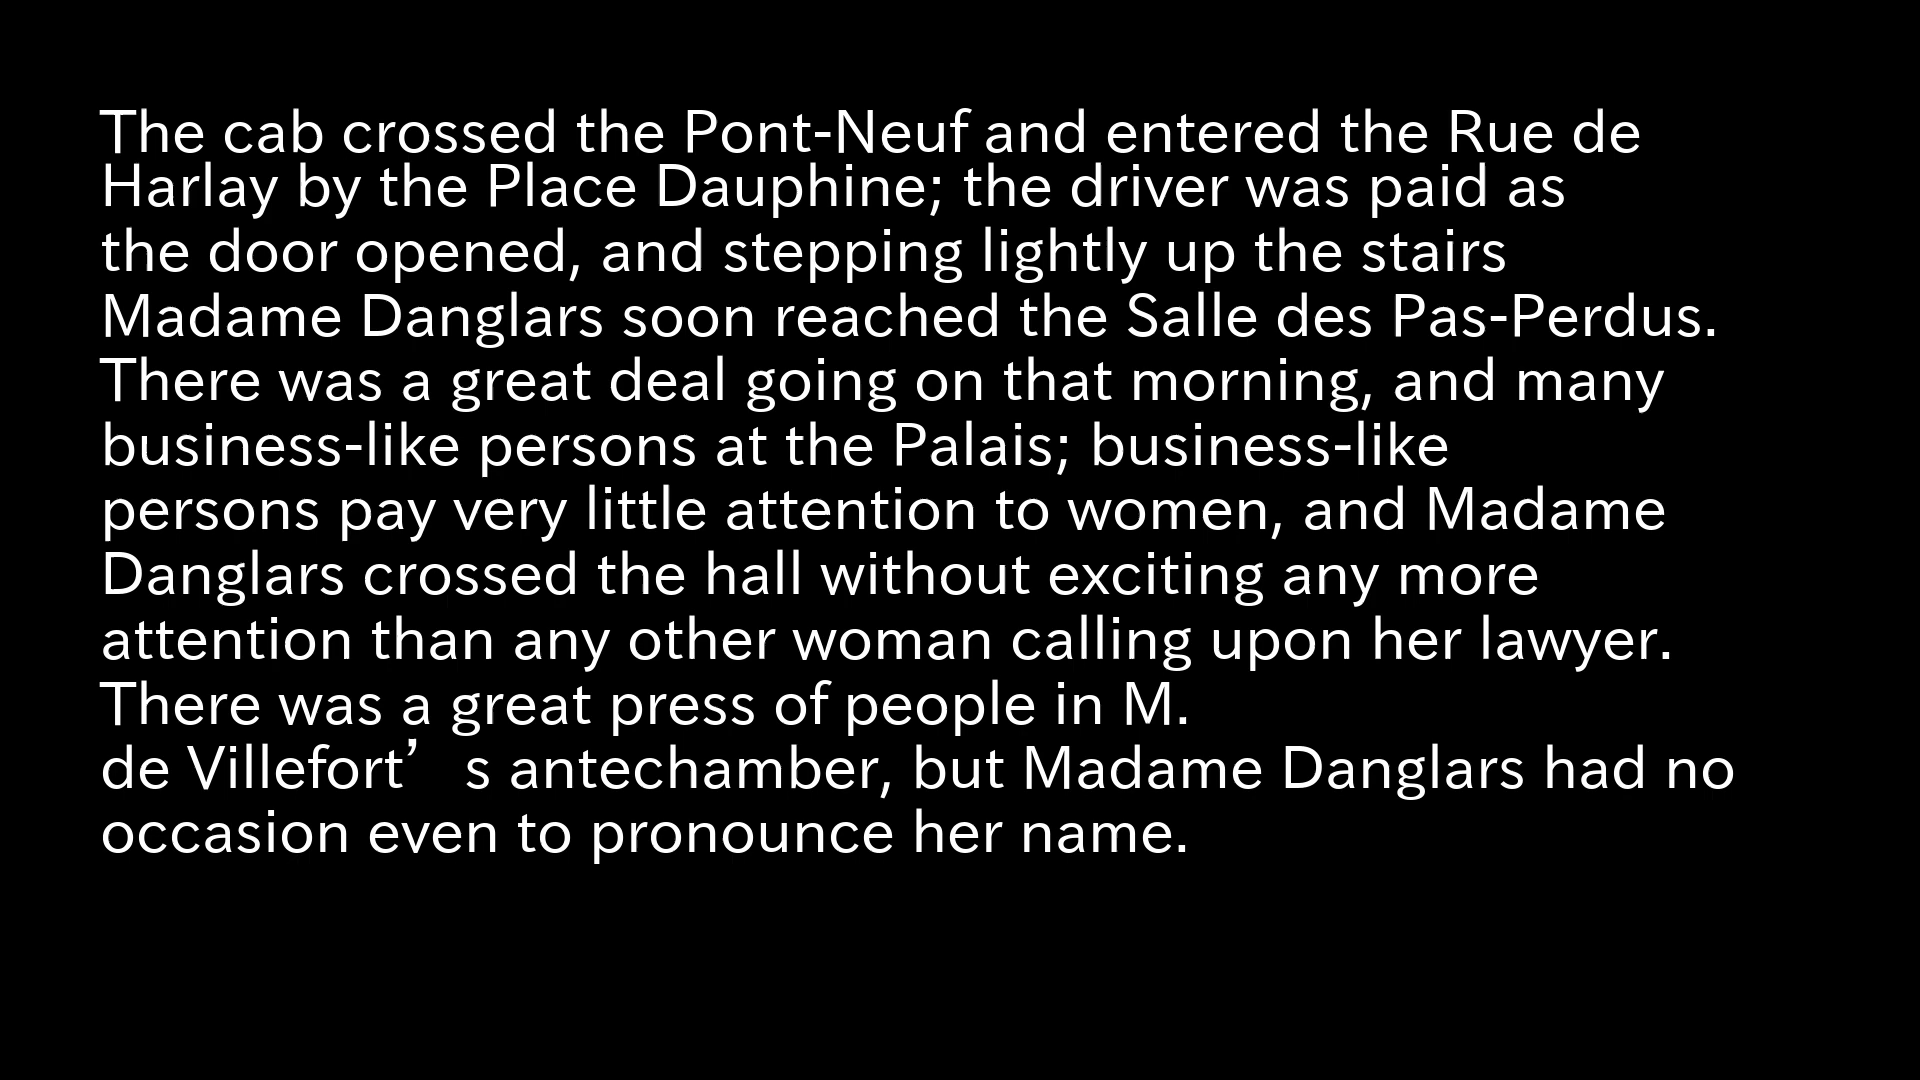 The cab crossed the Pont-Neuf and entered the Rue de
Harlay by the Place Dauphine; the driver was paid as
the door opened, and stepping lightly up the stairs
Madame Danglars soon reached the Salle des Pas-Perdus.
There was a great deal going on that morning, and many
business-like persons at the Palais; business-like
persons pay very little attention to women, and Madame
Danglars crossed the hall without exciting any more
attention than any other woman calling upon her lawyer.
There was a great press of people in M.
de Villefort’s antechamber, but Madame Danglars had no
occasion even to pronounce her name.